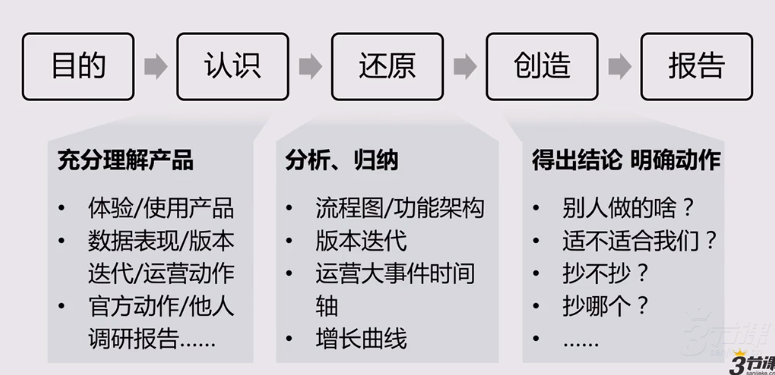 目的
认识
还原
创造
报告
充分理解产品
• 体验/使用产品
• 数据表现/版本
迭代/运营动作
• 官方动作/他人
调研报告……
分析、归纳
• 流程图/功能架构
• 版本迭代
• 运营大事件时间
轴
• 增长曲线
得出结论 明确动作
• 别人做的啥？
• 适不适合我们？
• 抄不抄？
• 抄哪个？
• ……
3节课
3节课
sanjieke.com